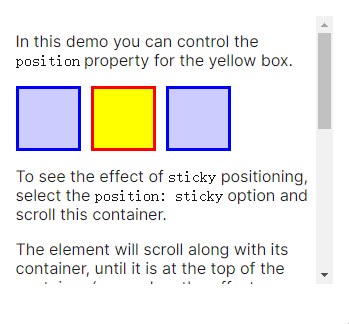 In this demo you can control the
position property for the yellow box.
To see the effect of sticky positioning,
select the position: sticky option and
scroll this container.
The element will scroll along with its
container, until it is at the top of the